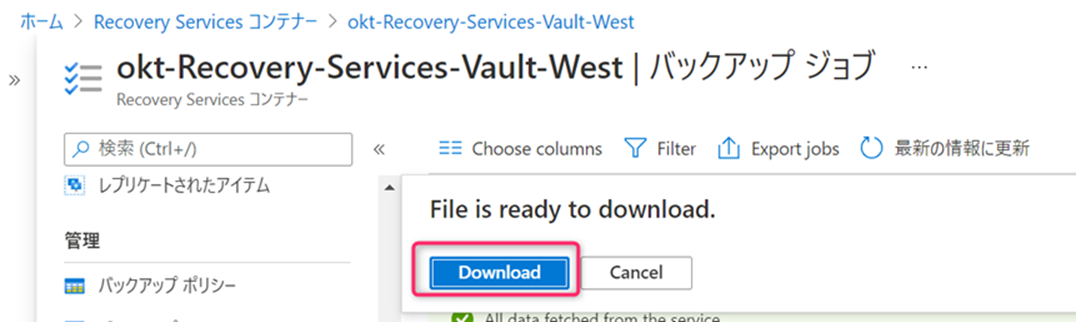 ホーム > Recovery Services コンテナー > okt-Recovery-Services-Vault-West
okt-Recovery-Services-Vault-West | バックアップ ジョブ ...
Recovery Services コンテナー
検索 (Ctrl+/)
Choose columns Filter Export jobs 最新の情報に更新
レプリケートされたアイテム
File is ready to download.
管理
Download Cancel
バックアップ ポリシー
All data fetched from the service